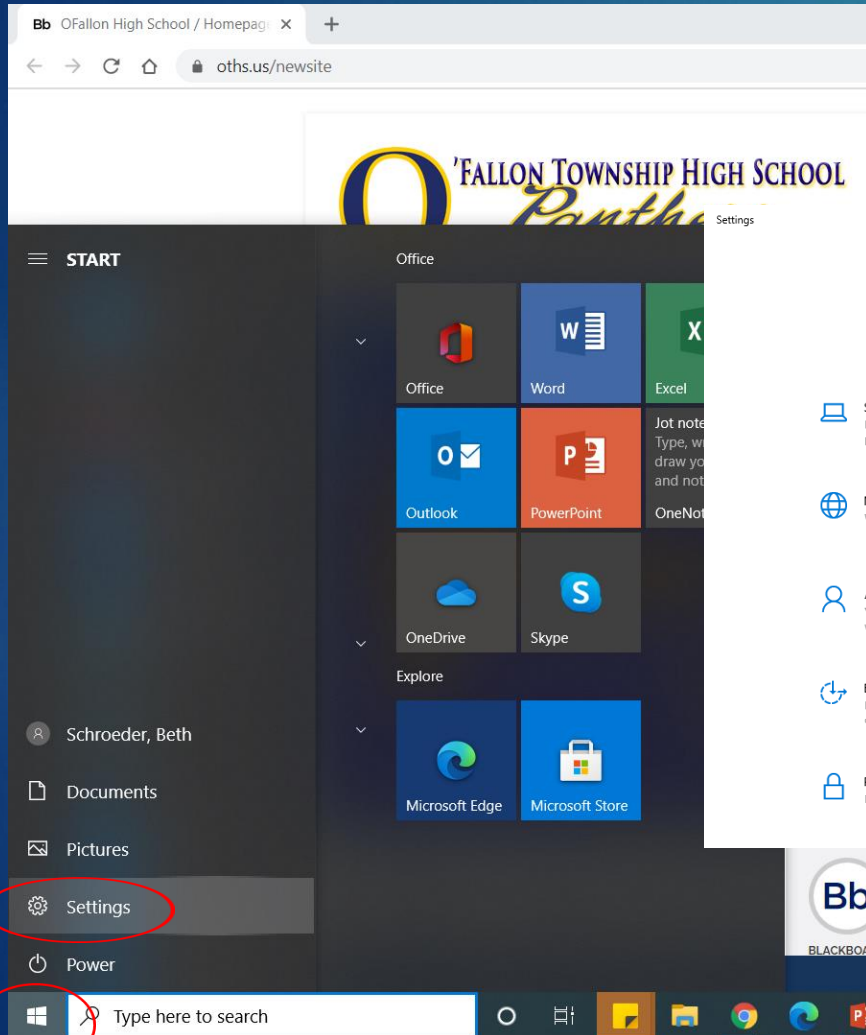 Bb OFallon High School / Homepag
oths.us/newsite
O'FALLON TOWNSHIP HIGH SCHOOL
Settings
START
Office
Office
Word
Excel
Outlook
PowerPoint
Jot note
Type,
draw yo
and not
OneNot
OneDrive
Skype
Explore
Microsoft Edge
Microsoft Store
Schroeder, Beth
Documents
Pictures
Settings
Power
Bb
BLACKBOA
Type here to search